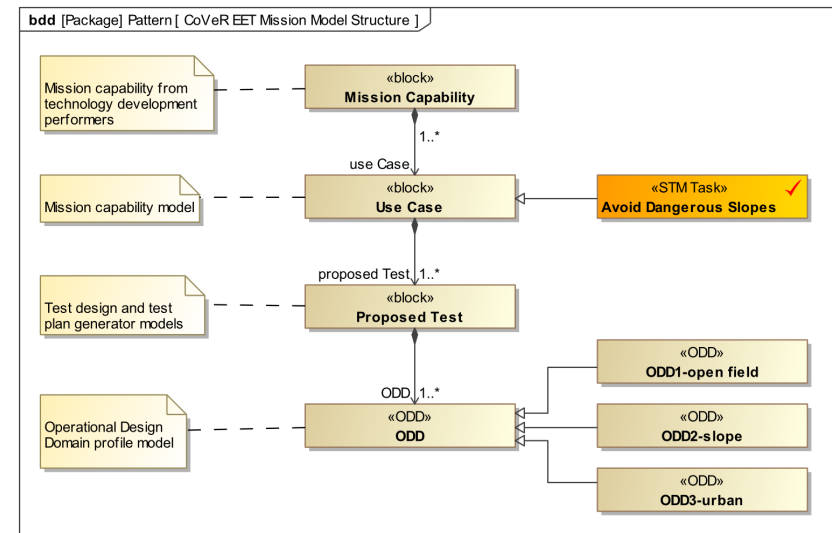 bdd [Package] Pattern [ CoVeREET Mission Model Structure ]
Mission capability from
technology development
performers
«block»
Mission Capability
1..*
use Case
Mission capability model
«block»
Use Case
«STM Task»
Avoid Dangerous Slopes
proposed Test
1..*
Test design and test
plan generator models
«block»
Proposed Test
ODD
1..*
Operational Design
Domain profile model
«ODD»
ODD
«ODD»
ODD1-open field
«ODD»
ODD2-slope
«ODD»
ODD3-urban